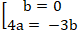 b = 0
4a = −3b